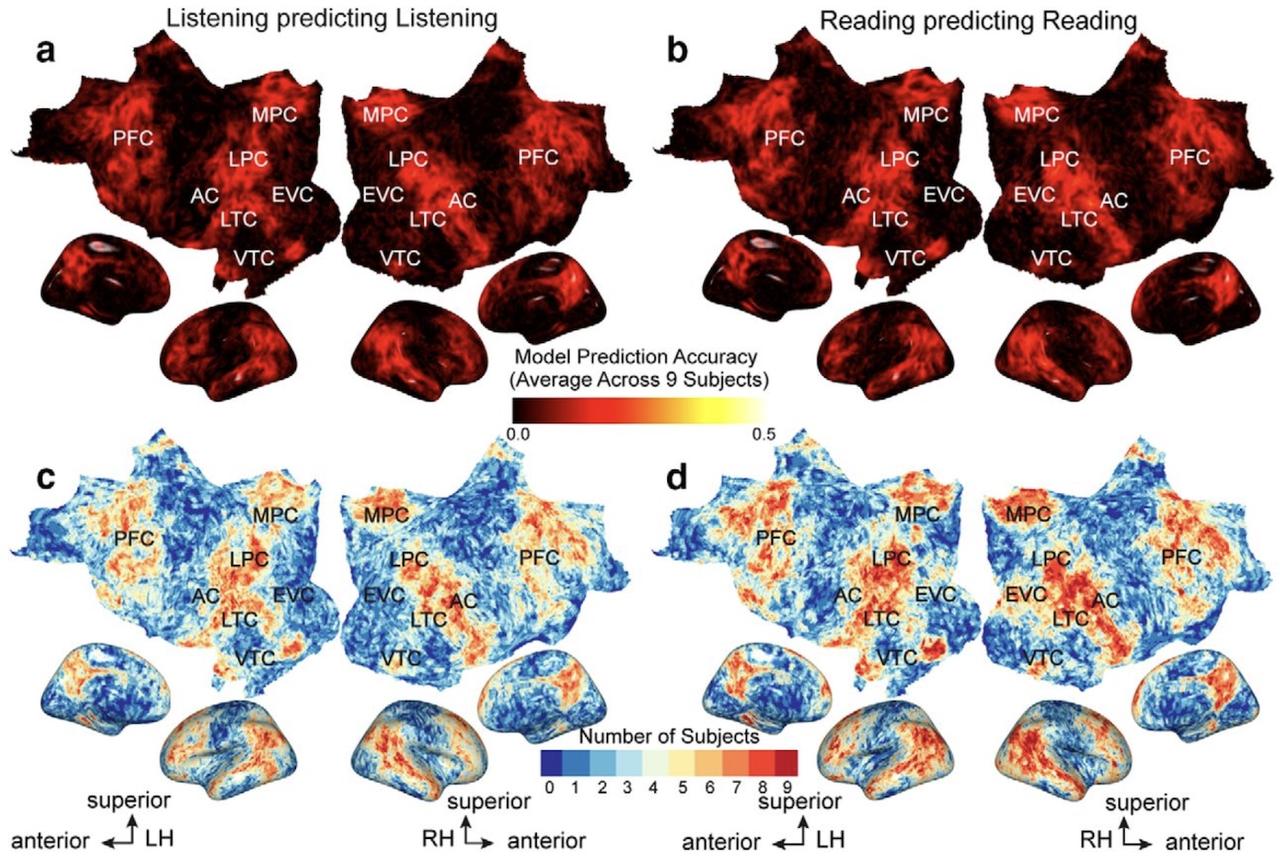 Listening predicting Listening
Reading predicting Reading
a
b
MPC
MPC
MPC
MPC
PFC
PFC
PFC
PFC
LPC
LPC
LPC
LPC
AC
EVC
EVC
AC
AC
EVC
EVC
AC
LTC
LTC
LTC
LTC
VTC
VTC
VTC
VTC
Model Prediction Accuracy
(Average Across 9 Subjects)
0.0
0.5
c
d
MPC
MPC
MPC
MPC
PFC
PFC
PFC
PFC
LPC
LPC
LPC
LPC
AC
EVC
EVC
AC
AC
EVC
EVC
AC
LTC
LTC
LTC
LTC
VTC
VTC
VTC
VTC
Number of Subjects
0 1 2 3 4 5 6 7 8 9
superior
superior
superior
superior
anterior LH
RH anterior
anterior LH
RH anterior